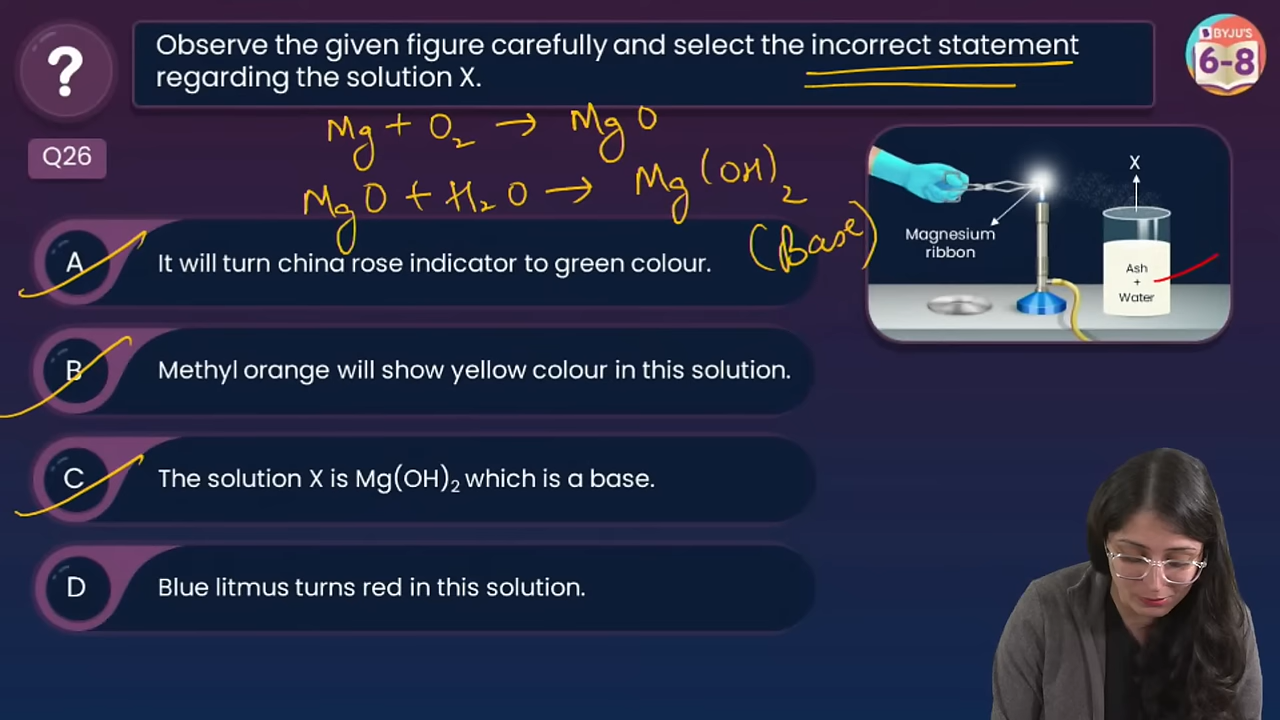 ?
Observe the given figure carefully and select the incorrect statement
regarding the solution X.
BYJU'S
6-8
Q26
Mg + O₂ → MgO
MgO + H₂O → Mg(OH)₂
(Base)
X
Magnesium
ribbon
Ash
+
Water
A It will turn china rose indicator to green colour.
B Methyl orange will show yellow colour in this solution.
C The solution X is Mg(OH)₂ which is a base.
D Blue litmus turns red in this solution.